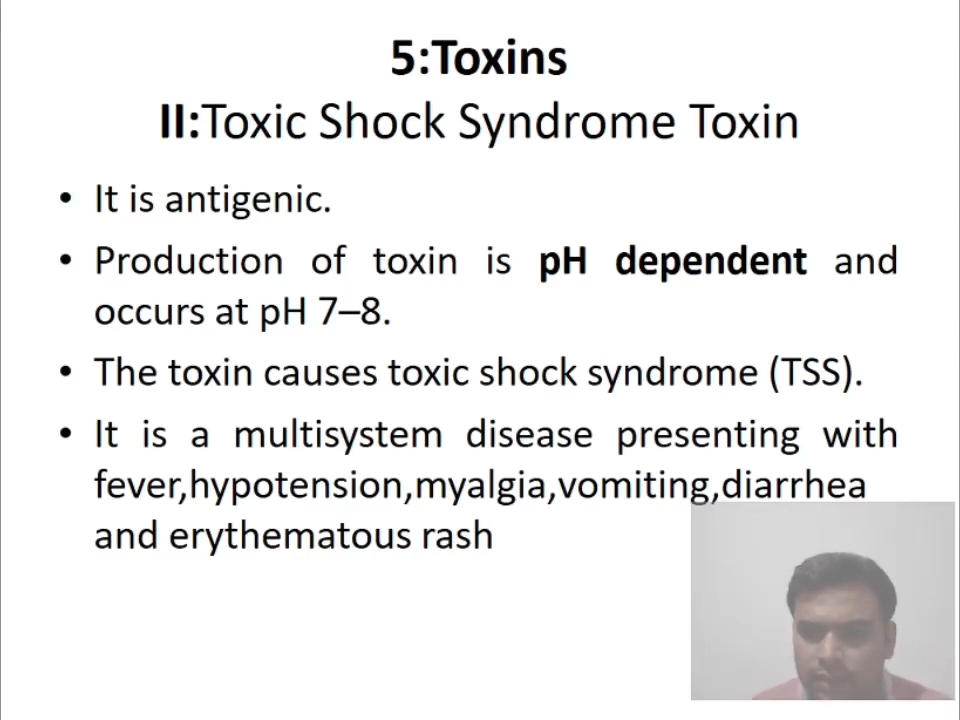 5:Toxins
II:Toxic Shock Syndrome Toxin
• It is antigenic.
• Production of toxin is pH dependent and
occurs at pH 7–8.
• The toxin causes toxic shock syndrome (TSS).
• It is a multisystem disease presenting with
fever,hypotension,myalgia,vomiting,diarrhea
and erythematous rash